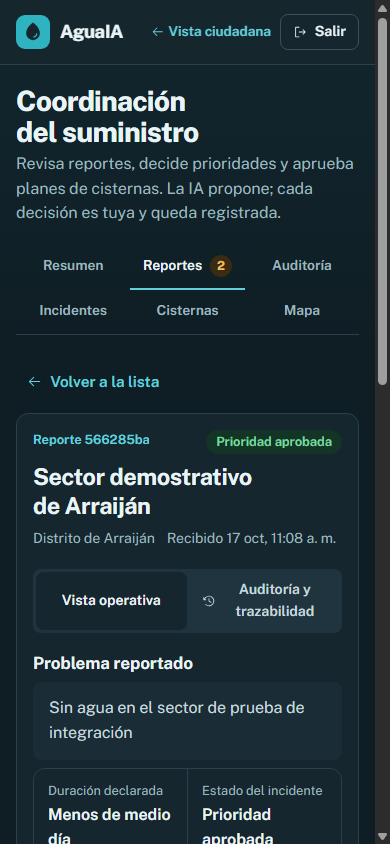 AguaIA
← Vista ciudadana
Salir
Coordinación
del suministro
Revisa reportes, decide prioridades y aprueba
planes de cisternas. La IA propone; cada
decisión es tuya y queda registrada.
Resumen
Reportes 2
Auditoría
Incidentes
Cisternas
Mapa
← Volver a la lista
Reporte 566285ba
Prioridad aprobada
Sector demostrativo
de Arraiján
Distrito de Arraiján Recibido 17 oct, 11:08 a. m.
Vista operativa
Auditoría y
trazabilidad
Problema reportado
Sin agua en el sector de prueba de
integración
Duración declarada
Menos de medio
día
Estado del incidente
Prioridad
aprobada